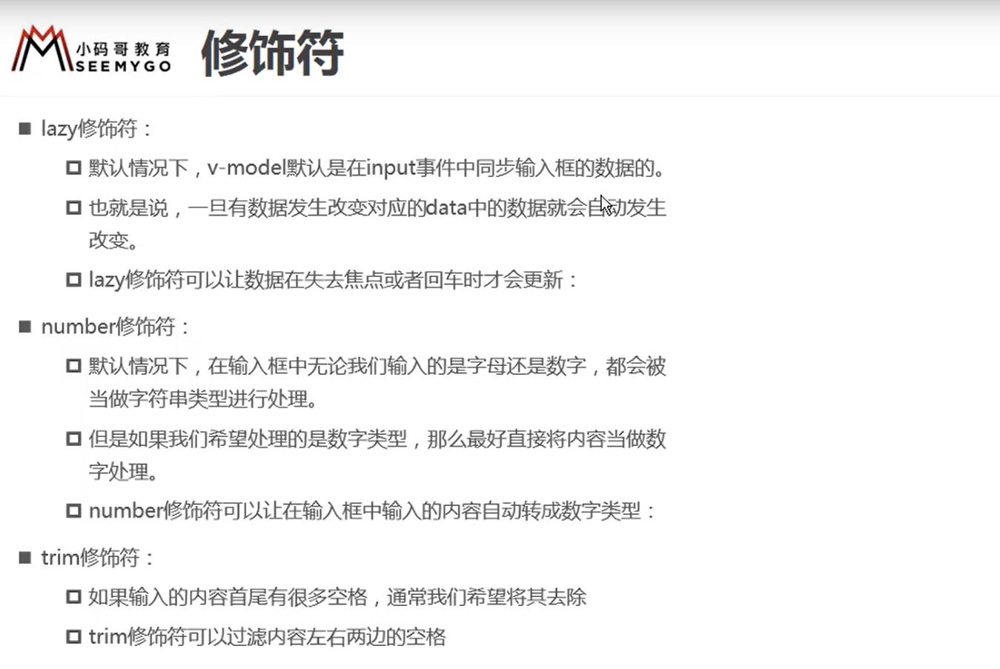 小码哥教育
SEEMYGO
修饰符
lazy修饰符：
默认情况下，v-model默认是在input事件中同步输入框的数据的。
也就是说，一旦有数据发生改变对应的data中的数据就会自动发生
改变。
lazy修饰符可以让数据在失去焦点或者回车时才会更新：
number修饰符：
默认情况下，在输入框中无论我们输入的是字母还是数字，都会被
当做字符串类型进行处理。
但是如果我们希望处理的是数字类型，那么最好直接将内容当做数
字处理。
number修饰符可以让在输入框中输入的内容自动转成数字类型：
trim修饰符：
如果输入的内容首尾有很多空格，通常我们希望将其去除
trim修饰符可以过滤内容左右两边的空格